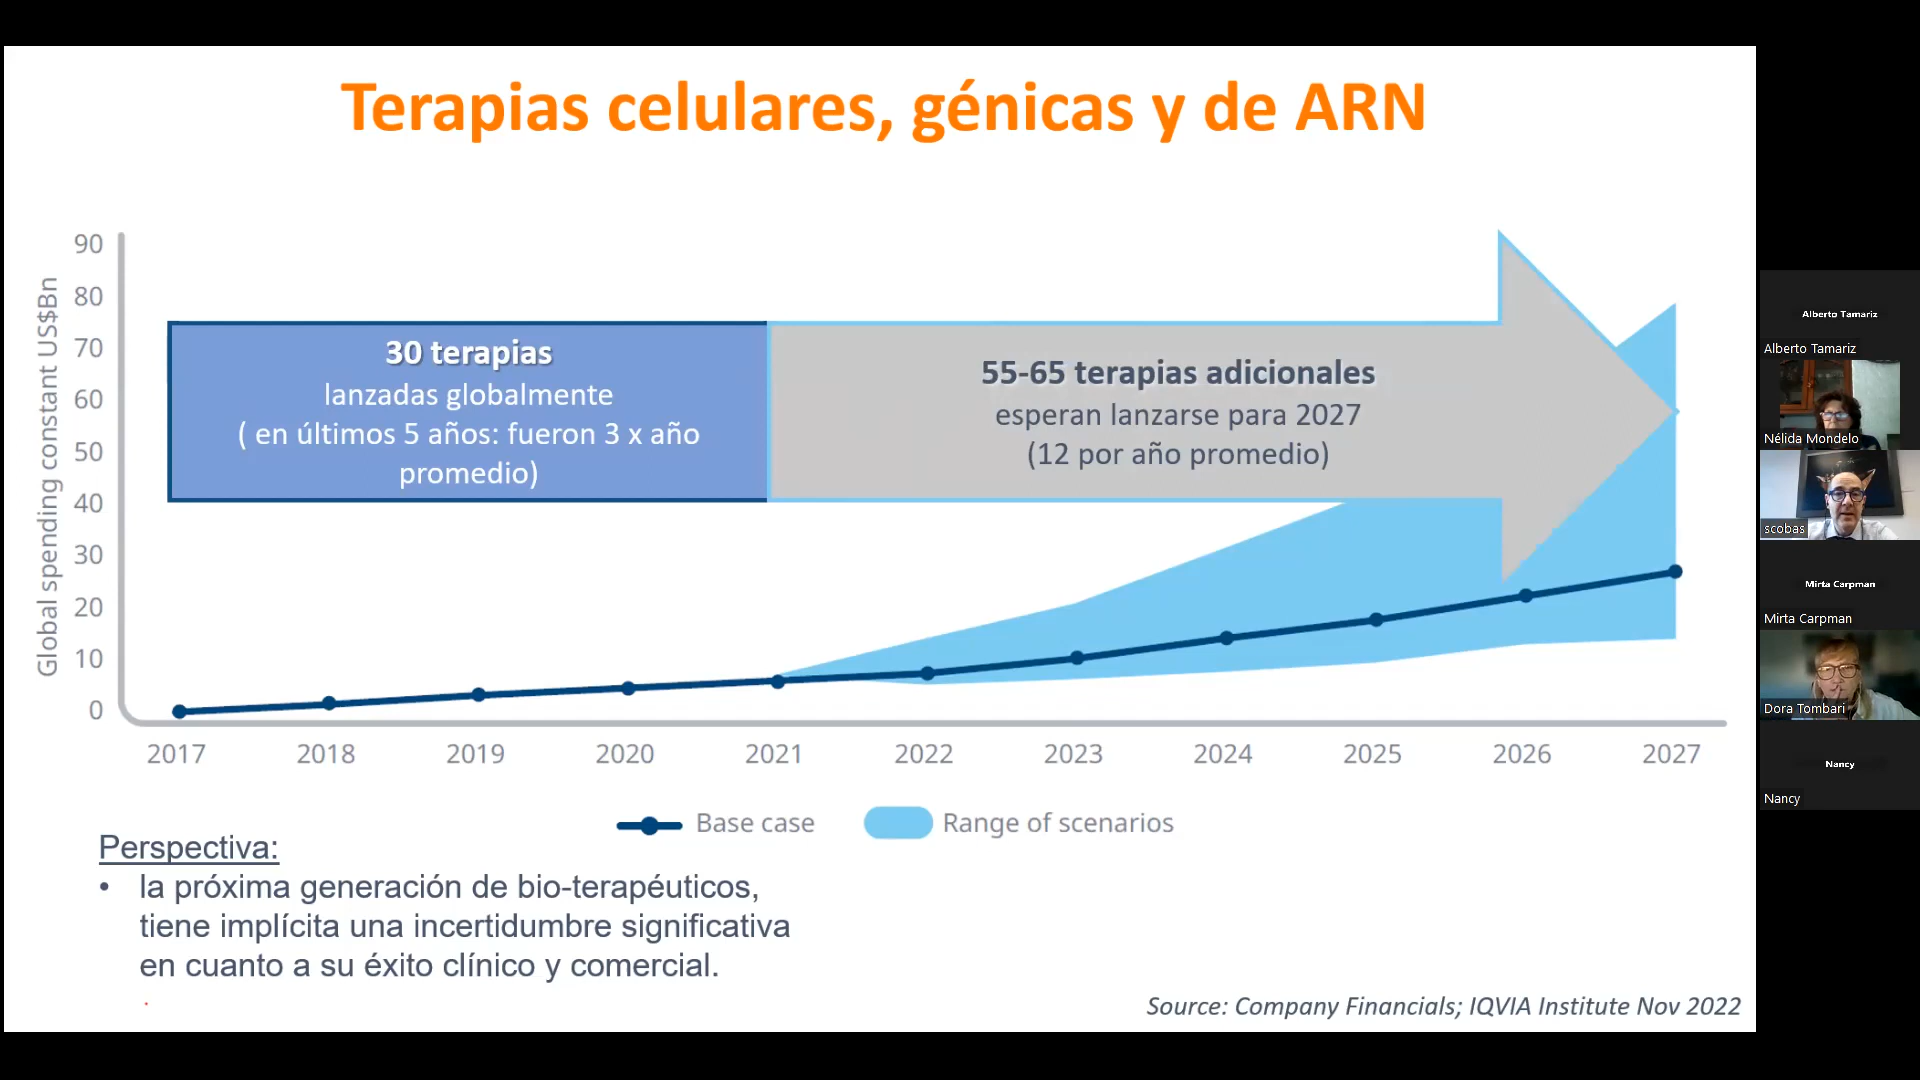 Terapias celulares, génicas y de ARN
Global spending constant US$Bn
90
80
70
60
50
40
30
20
10
0
30 terapias
lanzadas globalmente
( en últimos 5 años: fueron 3 x año
promedio)
55-65 terapias adicionales
esperan lanzarse para 2027
(12 por año promedio)
2017 2018 2019 2020 2021 2022 2023 2024 2025 2026 2027
Base case Range of scenarios
Perspectiva:
• la próxima generación de bio-terapéuticos,
tiene implícita una incertidumbre significativa
en cuanto a su éxito clínico y comercial.
Source: Company Financials; IQVIA Institute Nov 2022
Alberto Tamariz
Alberto Tamariz
Nélida Mondelo
scobas
Mirta Carpman
Mirta Carpman
Dora Tombari
Nancy
Nancy